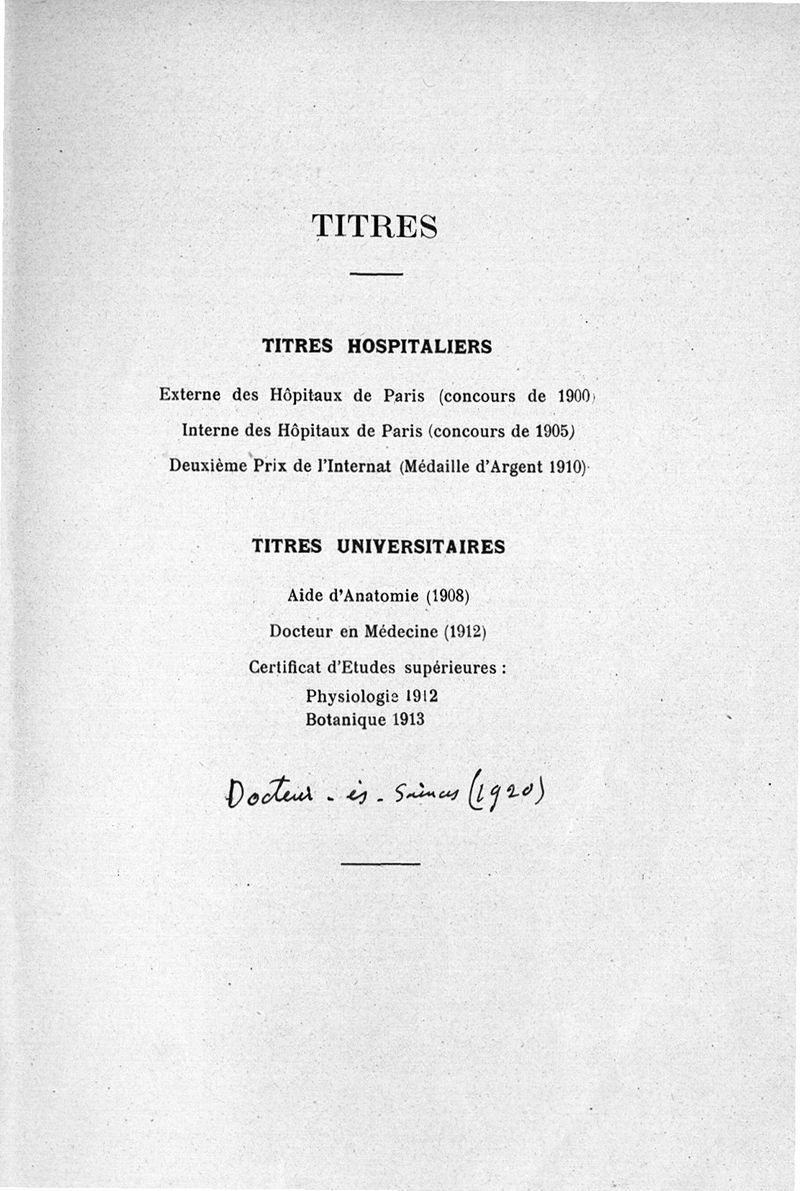 TITRES
TITRES HOSPITALIERS
Externe des Hôpitaux de Paris (concours de 1900)
Interne des Hôpitaux de Paris (concours de 1905)
Deuxième Prix de l'Internat (Médaille d'Argent 1910)
TITRES UNIVERSITAIRES
Aide d'Anatomie (1908)
Docteur en Médecine (1912)
Certificat d'Etudes supérieures :
Physiologie 1912
Botanique 1913
Docteur - ès - Sciences (1920)